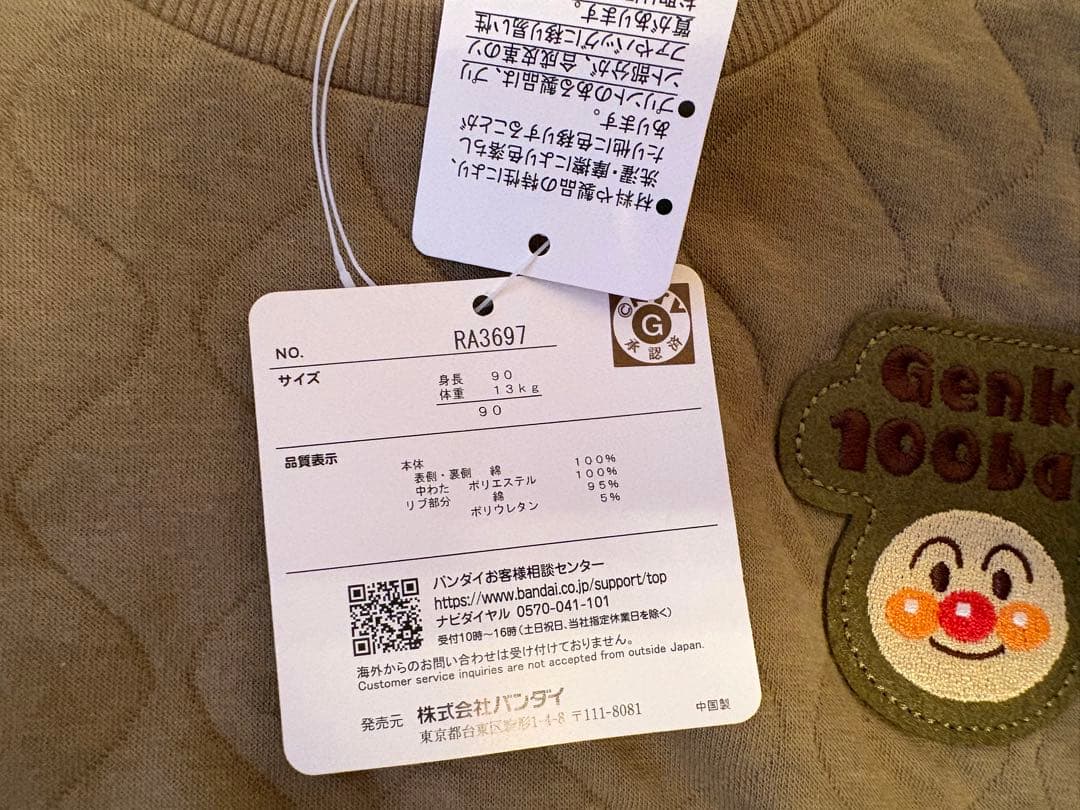 材料や製品の特性により、
洗濯・摩擦により色落ちし
たり他に色移りすることが
あります。
プリントのある製品は、プリ
ント部分が、合成皮革のソ
ファやバッグに移り易い性
質があります。
NO. RA3697
G
承認済
サイズ
身長 90
体重 13kg
90
品質表示
本体
表側・裏側 綿 100%
中わた ポリエステル 100%
リブ部分 綿 95%
ポリウレタン 5%
バンダイお客様相談センター
https://www.bandai.co.jp/support/top
ナビダイヤル 0570-041-101
受付10時〜16時(土日祝日、当社指定休業日を除く)
海外からのお問い合わせは受け付けておりません。
Customer service inquiries are not accepted from outside Japan.
発売元 株式会社バンダイ
東京都台東区駒形1-4-8 〒111-8081
中国製
Genk
100ba